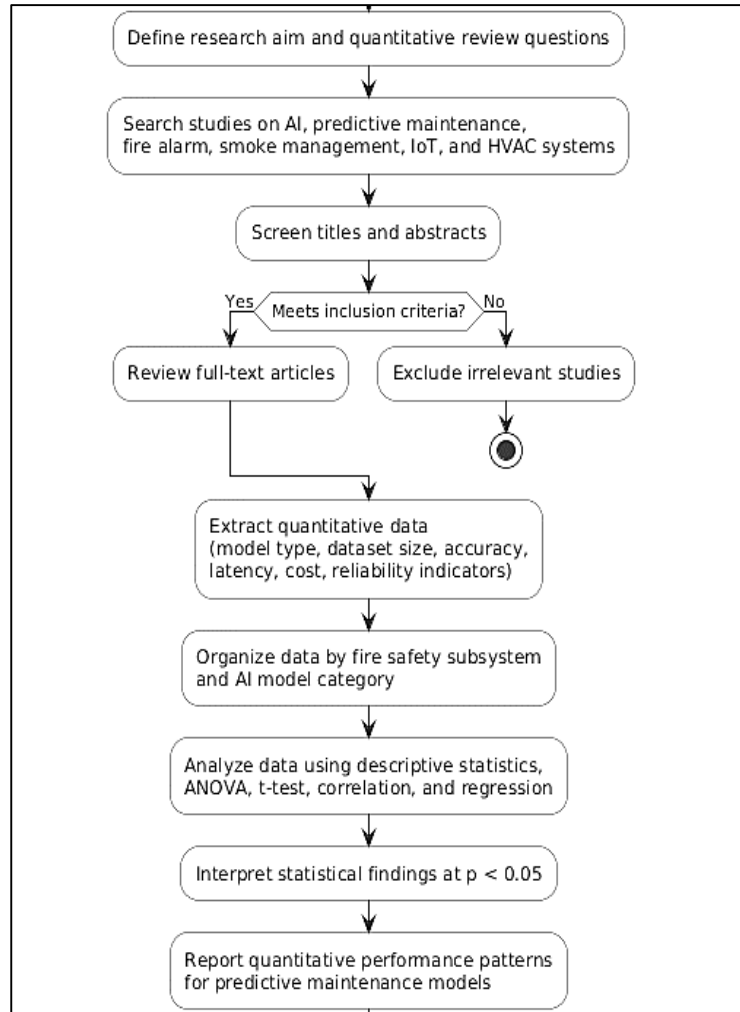 Define research aim and quantitative review questions
Search studies on AI, predictive maintenance,
fire alarm, smoke management, IoT, and HVAC systems
Screen titles and abstracts
Yes
Meets inclusion criteria?
No
Review full-text articles
Exclude irrelevant studies
Extract quantitative data
(model type, dataset size, accuracy,
latency, cost, reliability indicators)
Organize data by fire safety subsystem
and AI model category
Analyze data using descriptive statistics,
ANOVA, t-test, correlation, and regression
Interpret statistical findings at p < 0.05
Report quantitative performance patterns
for predictive maintenance models